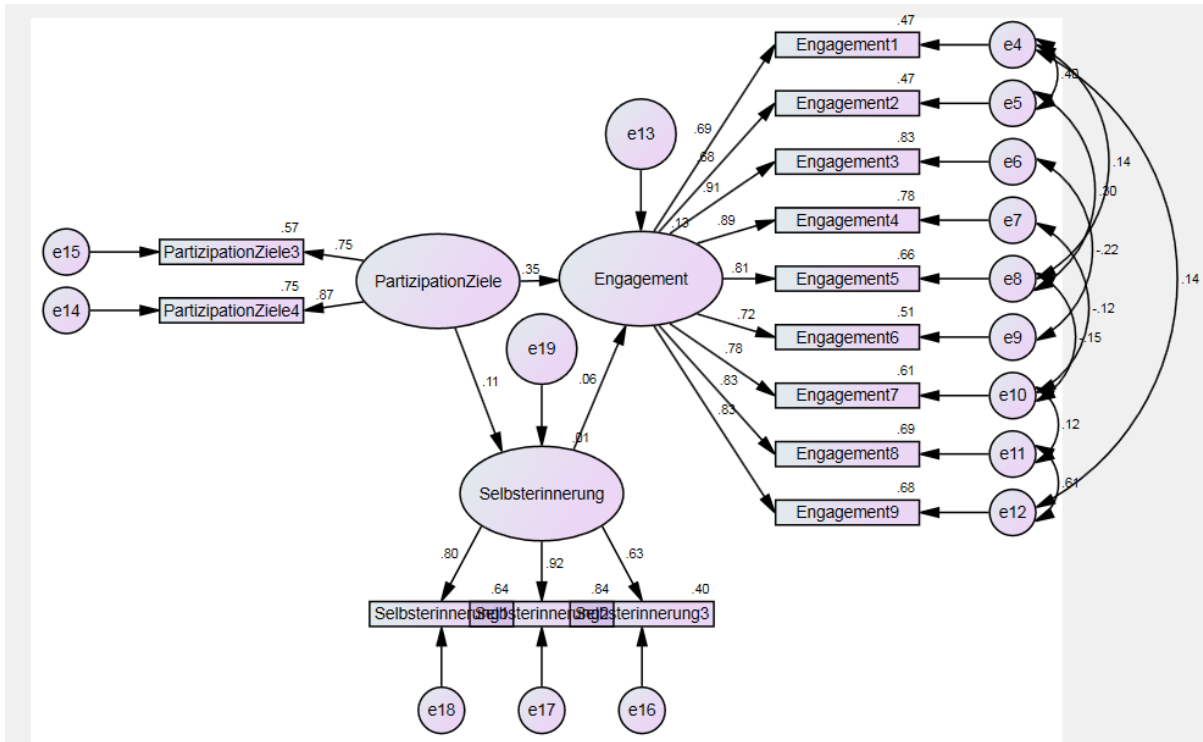 .47
Engagement1
e4
.49
.47
Engagement2
e5
e13
.69
.68
.83
Engagement3
e6
.14
.91
.30
.78
.13
.89
Engagement4
e7
.57
e15
PartizipationZiele3
.75
-.22
.66
PartizipationZiele
.35
Engagement
.81
Engagement5
e8
.14
.75
e14
PartizipationZiele4
.87
-.12
.51
.72
Engagement6
e9
-.15
e19
.78
.61
.11
.06
.83
Engagement7
e10
.83
.12
.69
.01
Engagement8
e11
.68
.61
Selbsterinnerung
Engagement9
e12
.80
.92
.63
.64
.84
.40
Selbsterinnerung1
Selbsterinnerung2
Selbsterinnerung3
e18
e17
e16